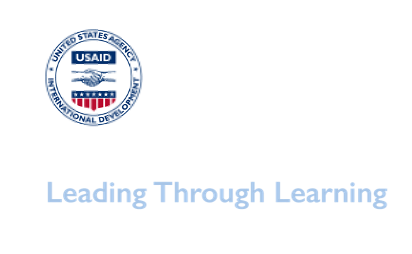 UNITED STATES AGENCY
USAID
INTERNATIONAL DEVELOPMENT
Leading Through Learning